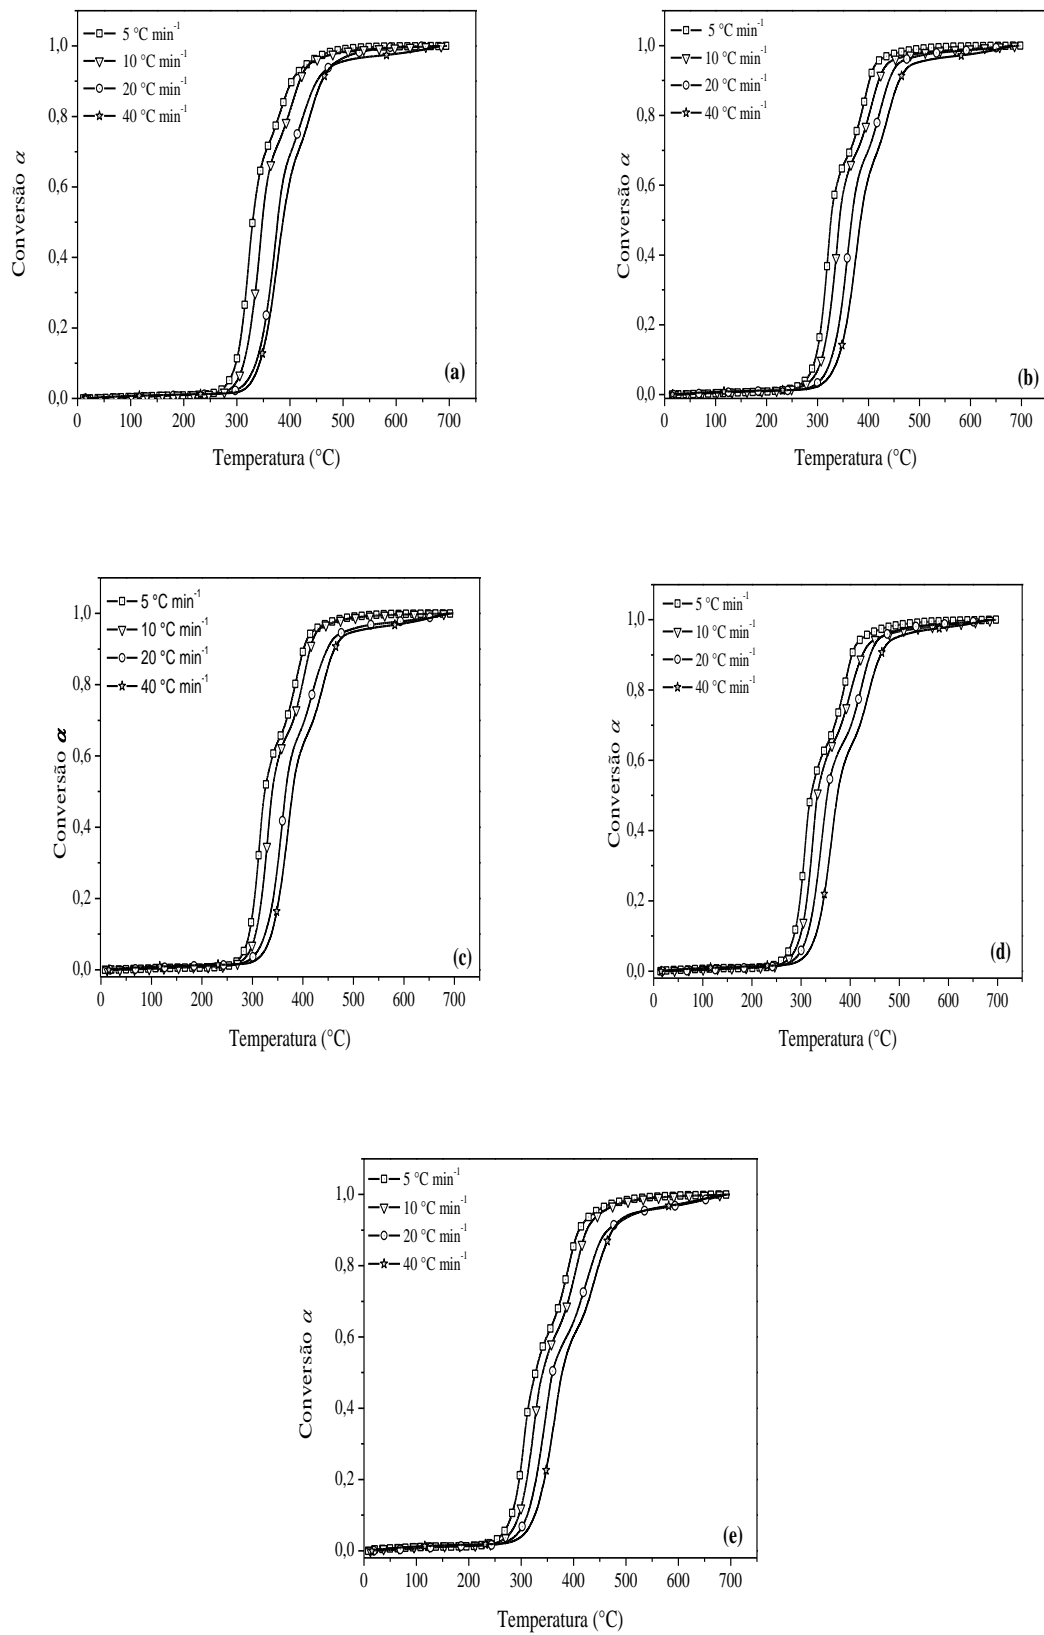 5 °C min⁻¹
10 °C min⁻¹
20 °C min⁻¹
40 °C min⁻¹
1,0
0,8
0,6
0,4
0,2
0,0
Conversão α
(a)
0 100 200 300 400 500 600 700
Temperatura (°C)
5 °C min⁻¹
10 °C min⁻¹
20 °C min⁻¹
40 °C min⁻¹
1,0
0,8
0,6
0,4
0,2
0,0
Conversão α
(b)
0 100 200 300 400 500 600 700
Temperatura (°C)
5 °C min⁻¹
10 °C min⁻¹
20 °C min⁻¹
40 °C min⁻¹
1,0
0,8
0,6
0,4
0,2
0,0
Conversão α
(c)
0 100 200 300 400 500 600 700
Temperatura (°C)
5 °C min⁻¹
10 °C min⁻¹
20 °C min⁻¹
40 °C min⁻¹
1,0
0,8
0,6
0,4
0,2
0,0
Conversão α
(d)
0 100 200 300 400 500 600 700
Temperatura (°C)
5 °C min⁻¹
10 °C min⁻¹
20 °C min⁻¹
40 °C min⁻¹
1,0
0,8
0,6
0,4
0,2
0,0
Conversão α
(e)
0 100 200 300 400 500 600 700
Temperatura (°C)